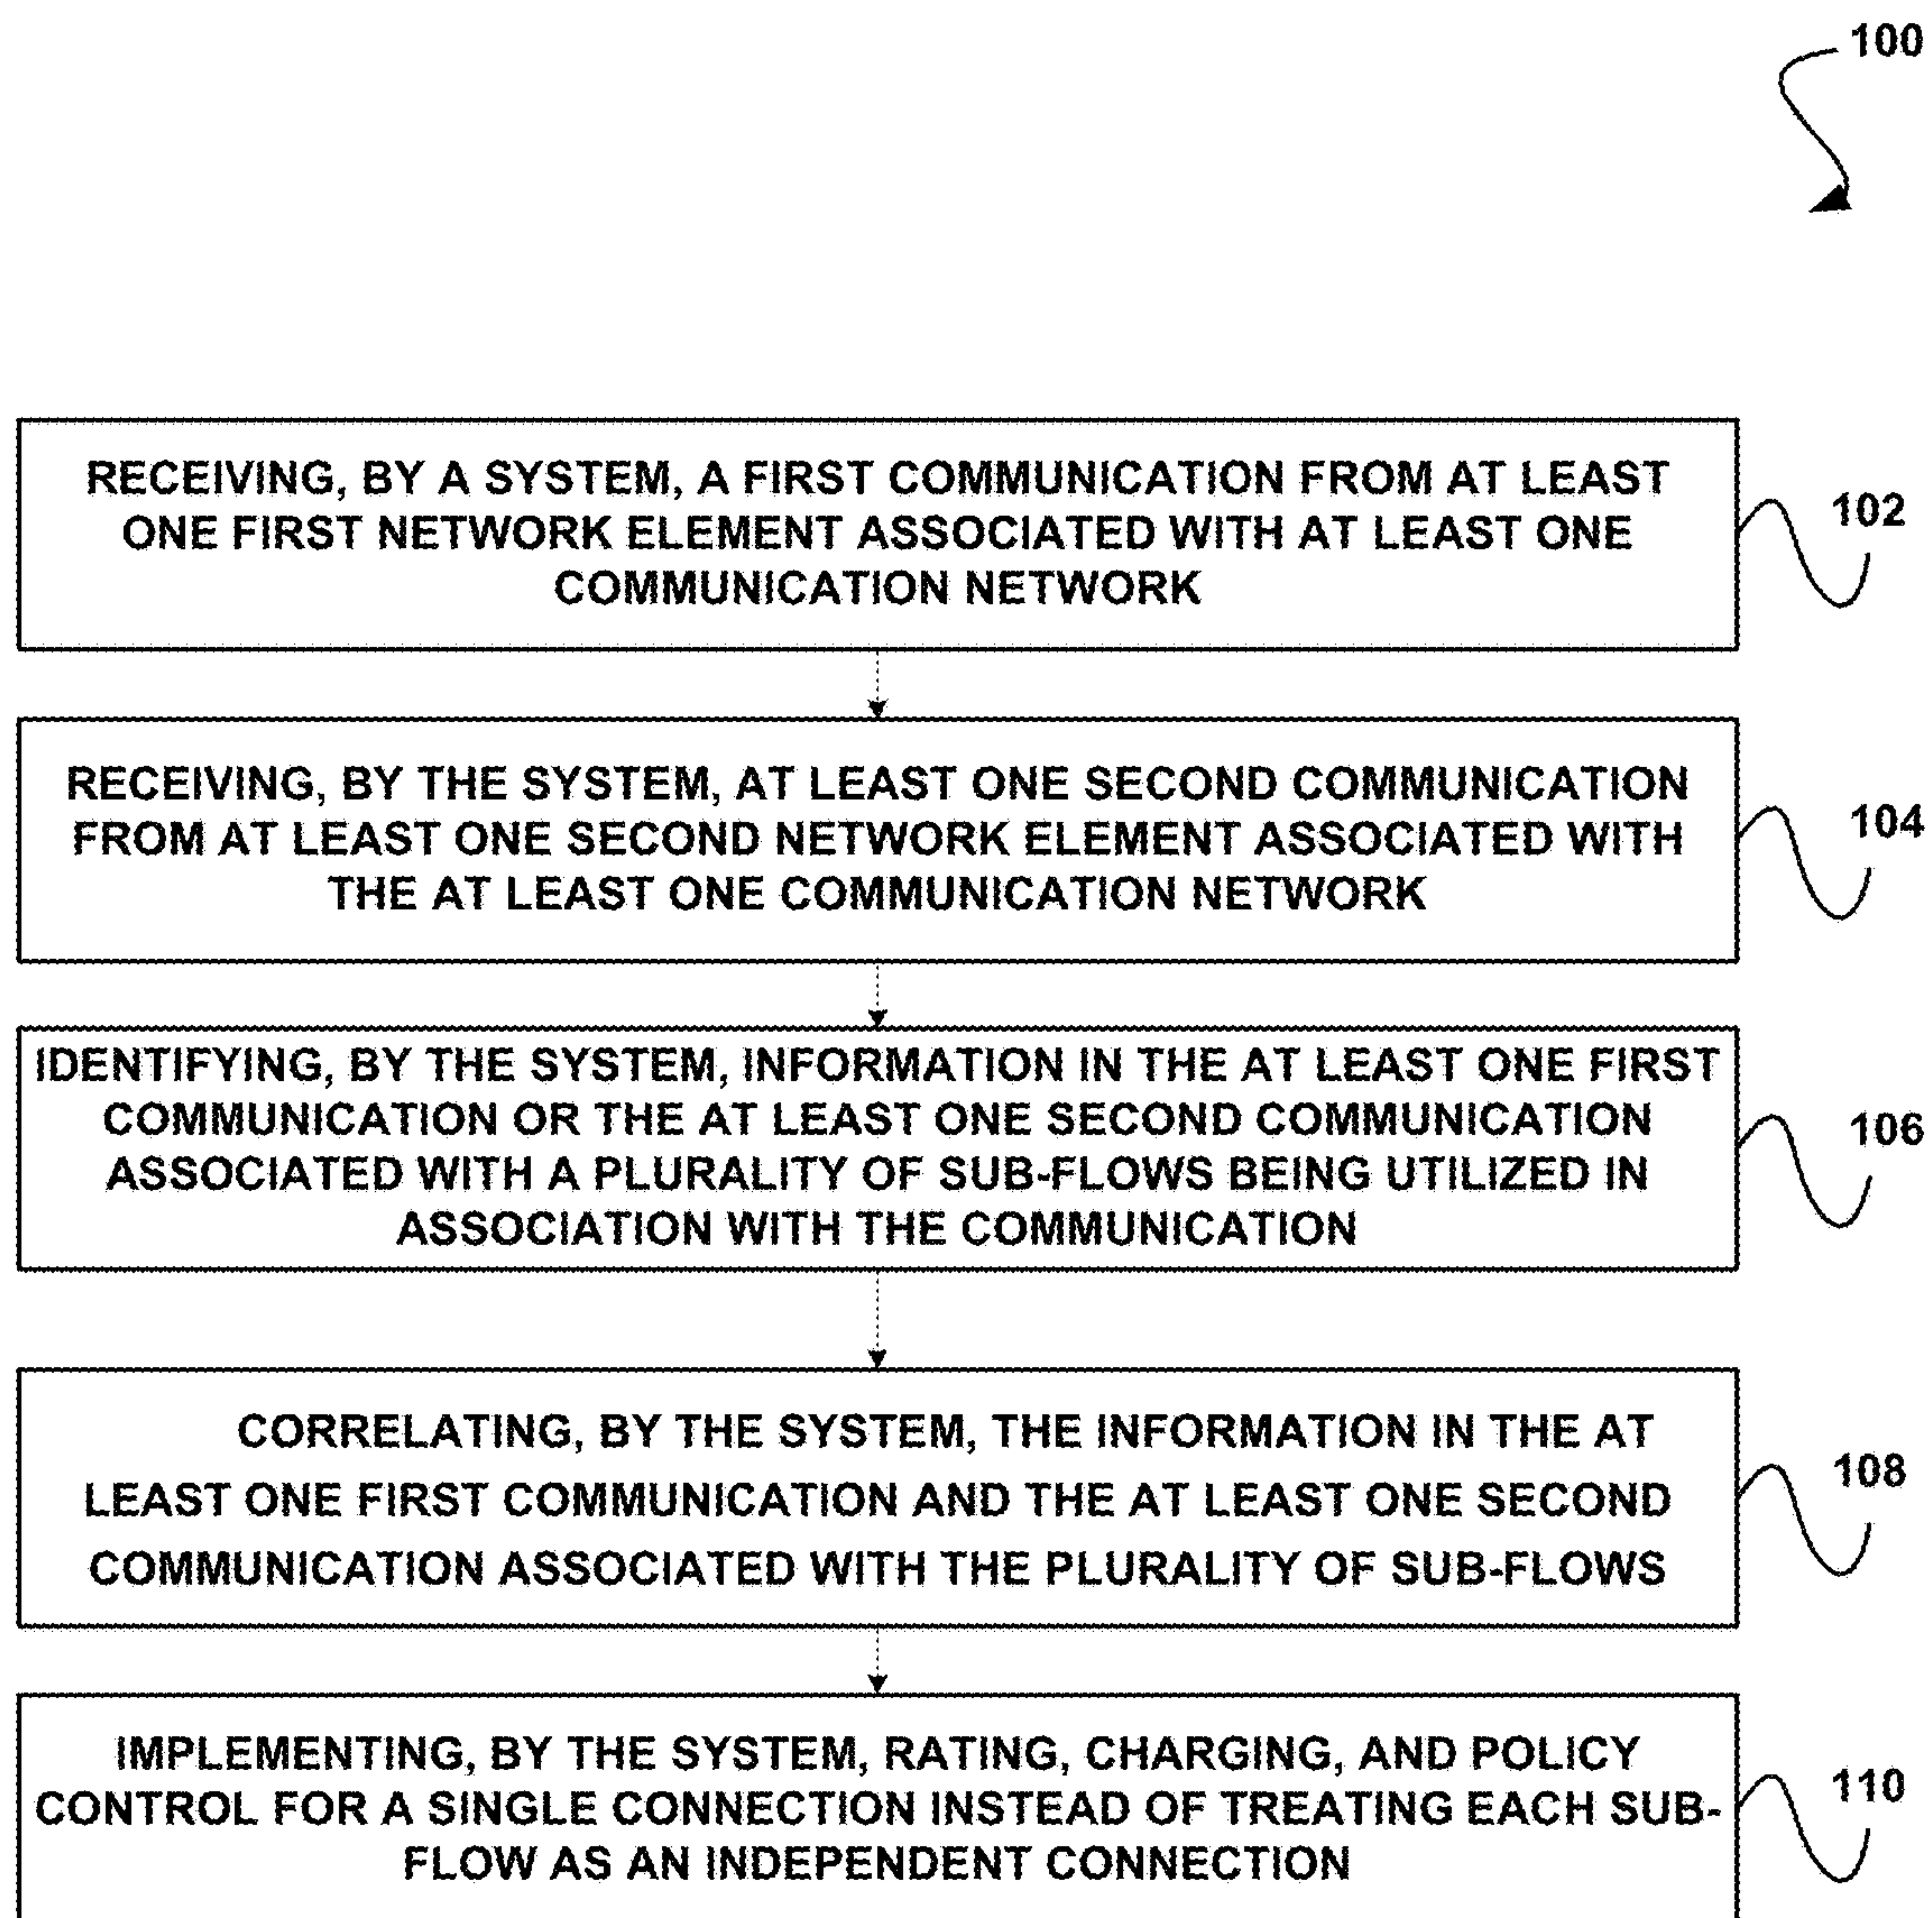 100
RECEIVING, BY A SYSTEM, A FIRST COMMUNICATION FROM AT LEAST
ONE FIRST NETWORK ELEMENT ASSOCIATED WITH AT LEAST ONE
COMMUNICATION NETWORK
102
RECEIVING, BY THE SYSTEM, AT LEAST ONE SECOND COMMUNICATION
FROM AT LEAST ONE SECOND NETWORK ELEMENT ASSOCIATED WITH
THE AT LEAST ONE COMMUNICATION NETWORK
104
IDENTIFYING, BY THE SYSTEM, INFORMATION IN THE AT LEAST ONE FIRST
COMMUNICATION OR THE AT LEAST ONE SECOND COMMUNICATION
ASSOCIATED WITH A PLURALITY OF SUB-FLOWS BEING UTILIZED IN
ASSOCIATION WITH THE COMMUNICATION
106
CORRELATING, BY THE SYSTEM, THE INFORMATION IN THE AT
LEAST ONE FIRST COMMUNICATION AND THE AT LEAST ONE SECOND
COMMUNICATION ASSOCIATED WITH THE PLURALITY OF SUB-FLOWS
108
IMPLEMENTING, BY THE SYSTEM, RATING, CHARGING, AND POLICY
CONTROL FOR A SINGLE CONNECTION INSTEAD OF TREATING EACH SUB-
FLOW AS AN INDEPENDENT CONNECTION
110